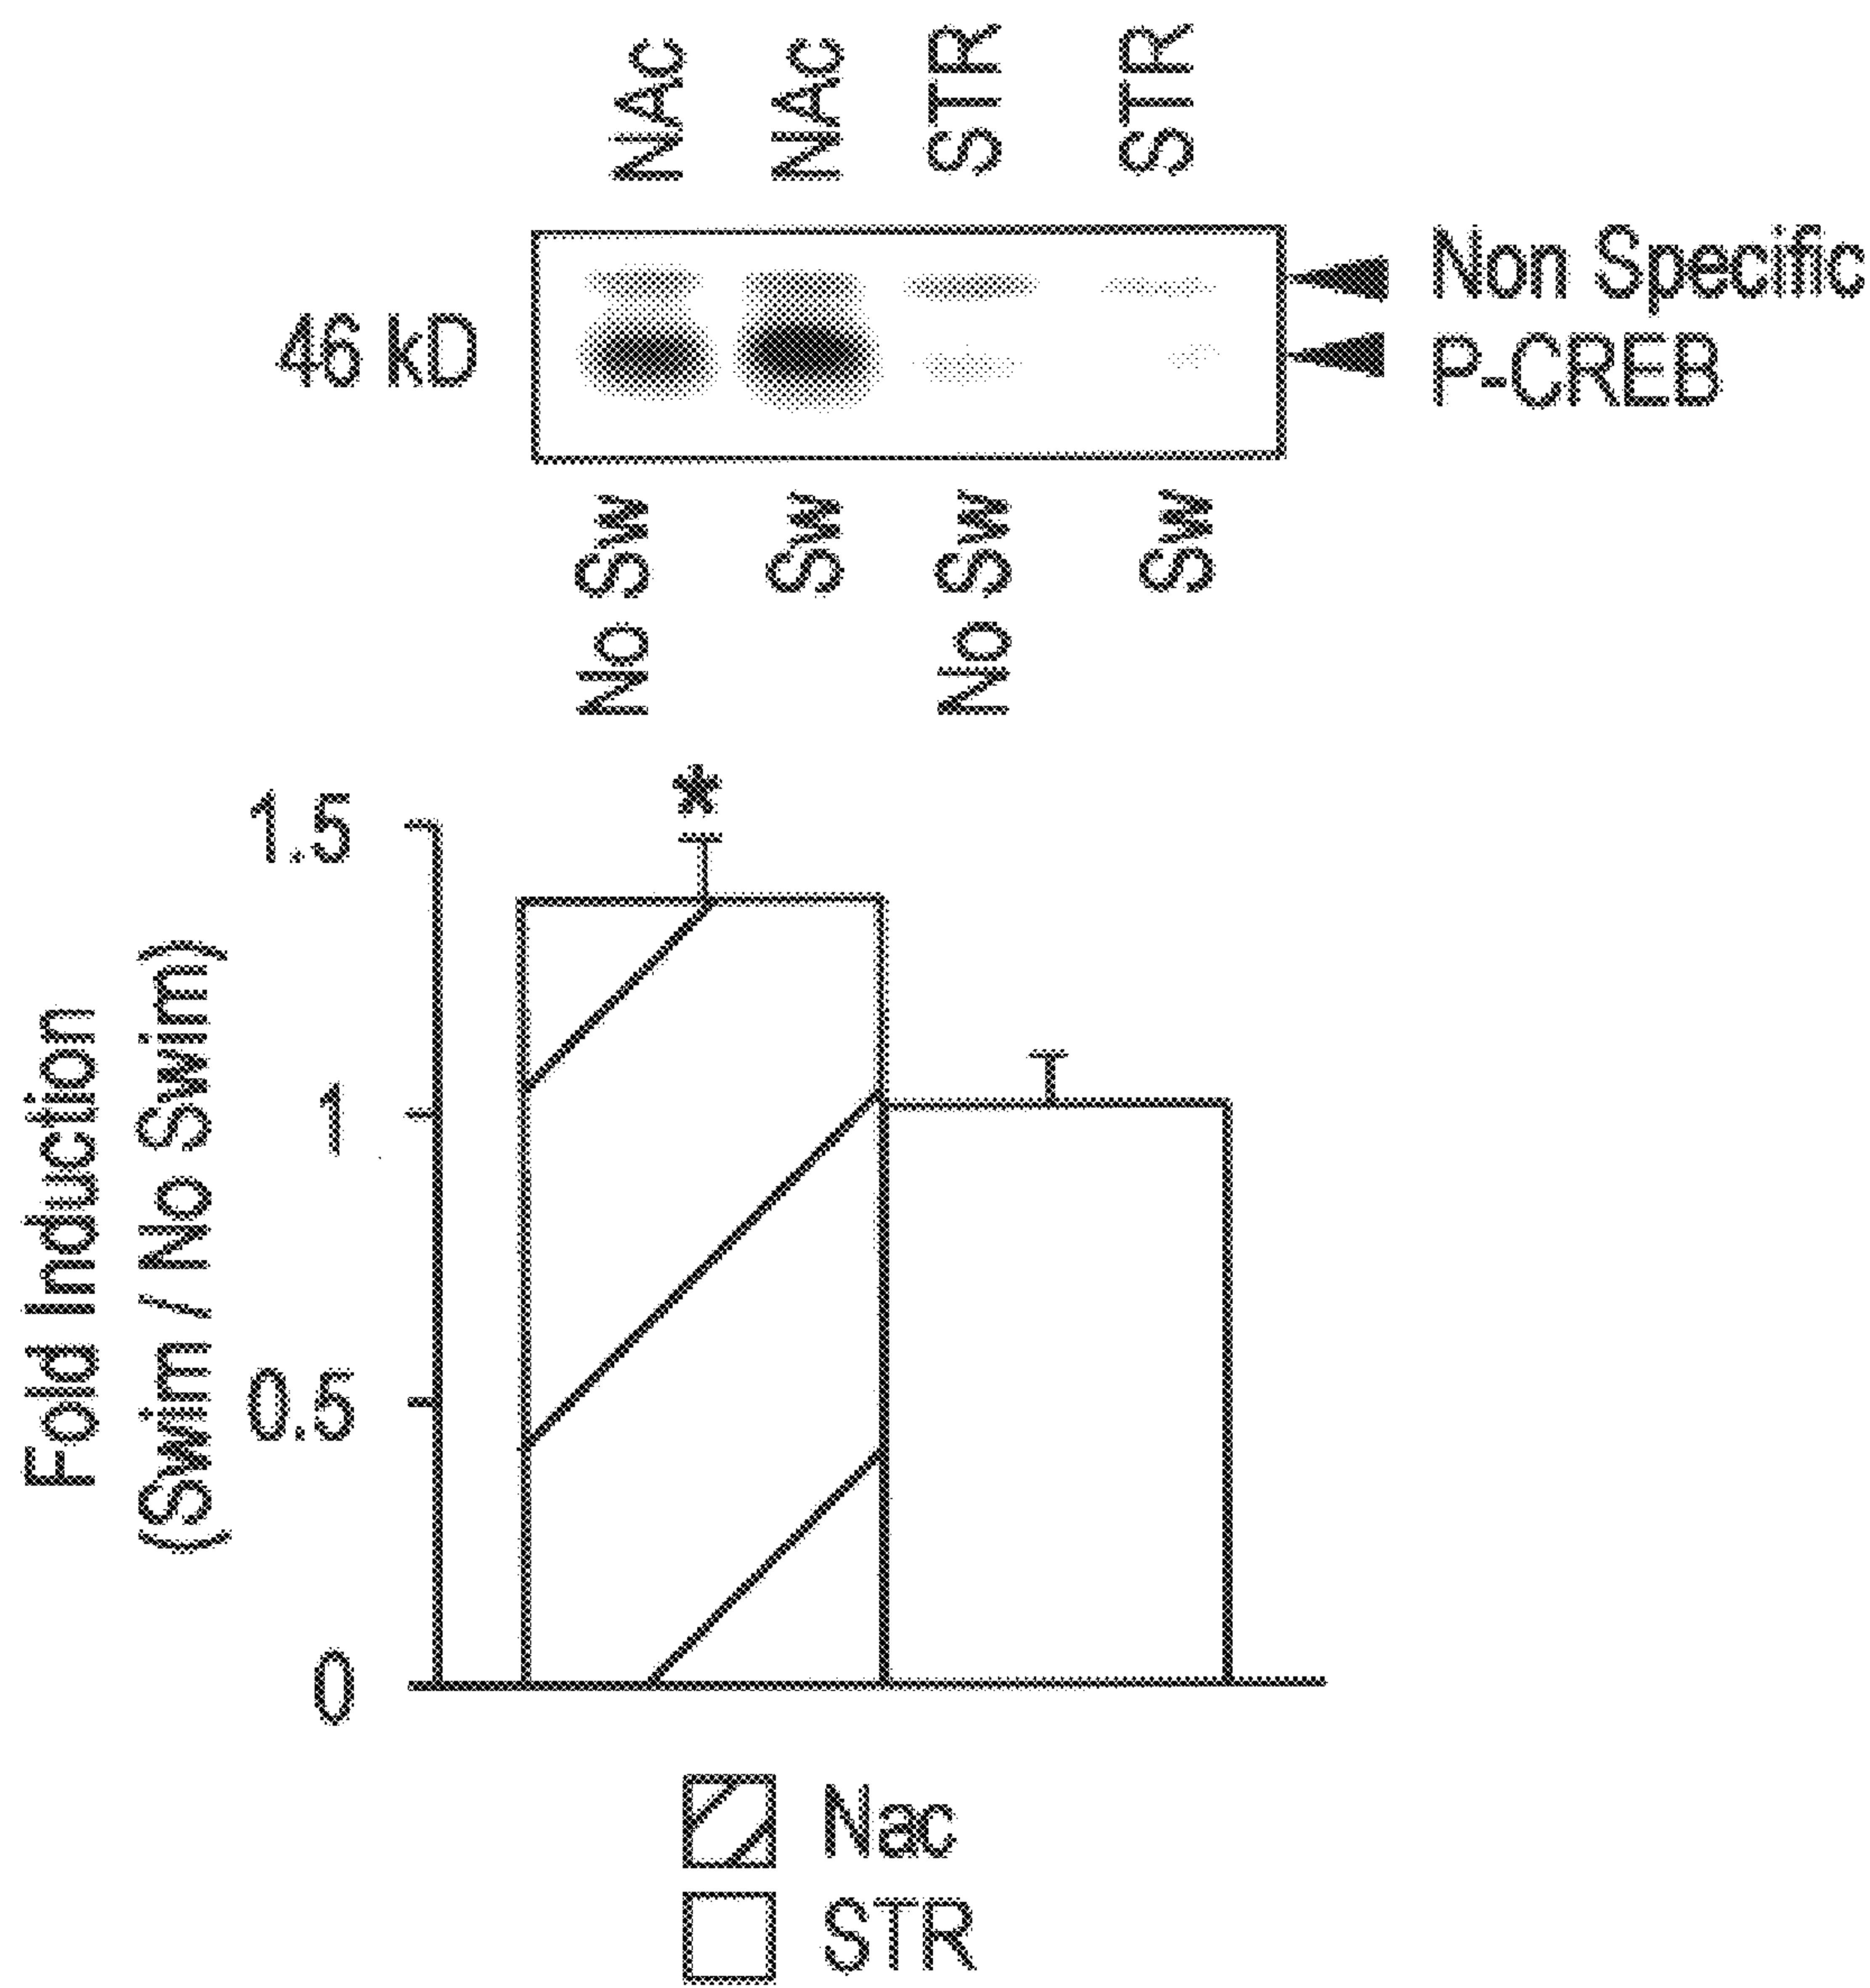 NAc NAc STR STR
Non Specific
46 kD
P-CREB
No Sw Sw No Sw Sw
*
Fold Induction
(Swim / No Swim)
1.5
1
0.5
0
Nac
STR